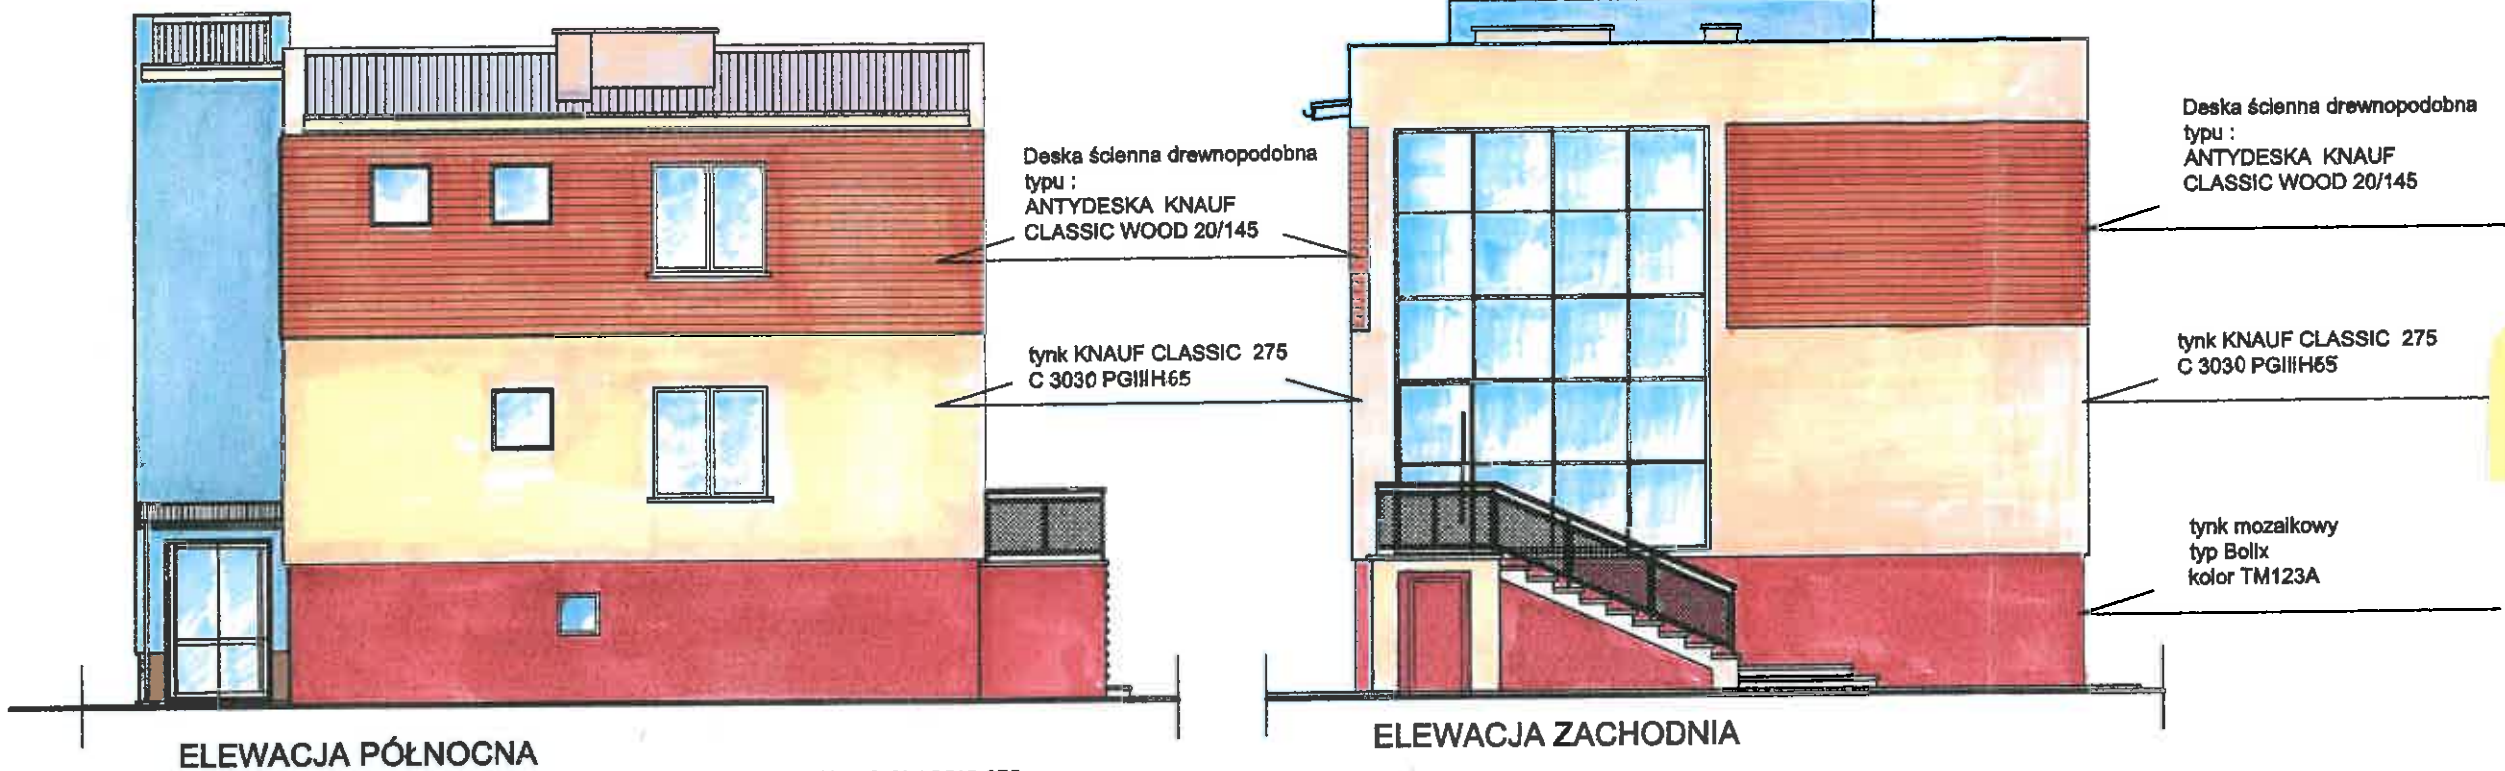 Deska ścienna drewnopodobna
typu :
ANTYDESKA KNAUF
CLASSIC WOOD 20/145
tynk KNAUF CLASSIC 275
C 3030 PGIIIH65
ELEWACJA PÓŁNOCNA
Deska ścienna drewnopodobna
typu :
ANTYDESKA KNAUF
CLASSIC WOOD 20/145
tynk KNAUF CLASSIC 275
C 3030 PGIIIH65
tynk mozaikowy
typ Bolix
kolor TM123A
ELEWACJA ZACHODNIA